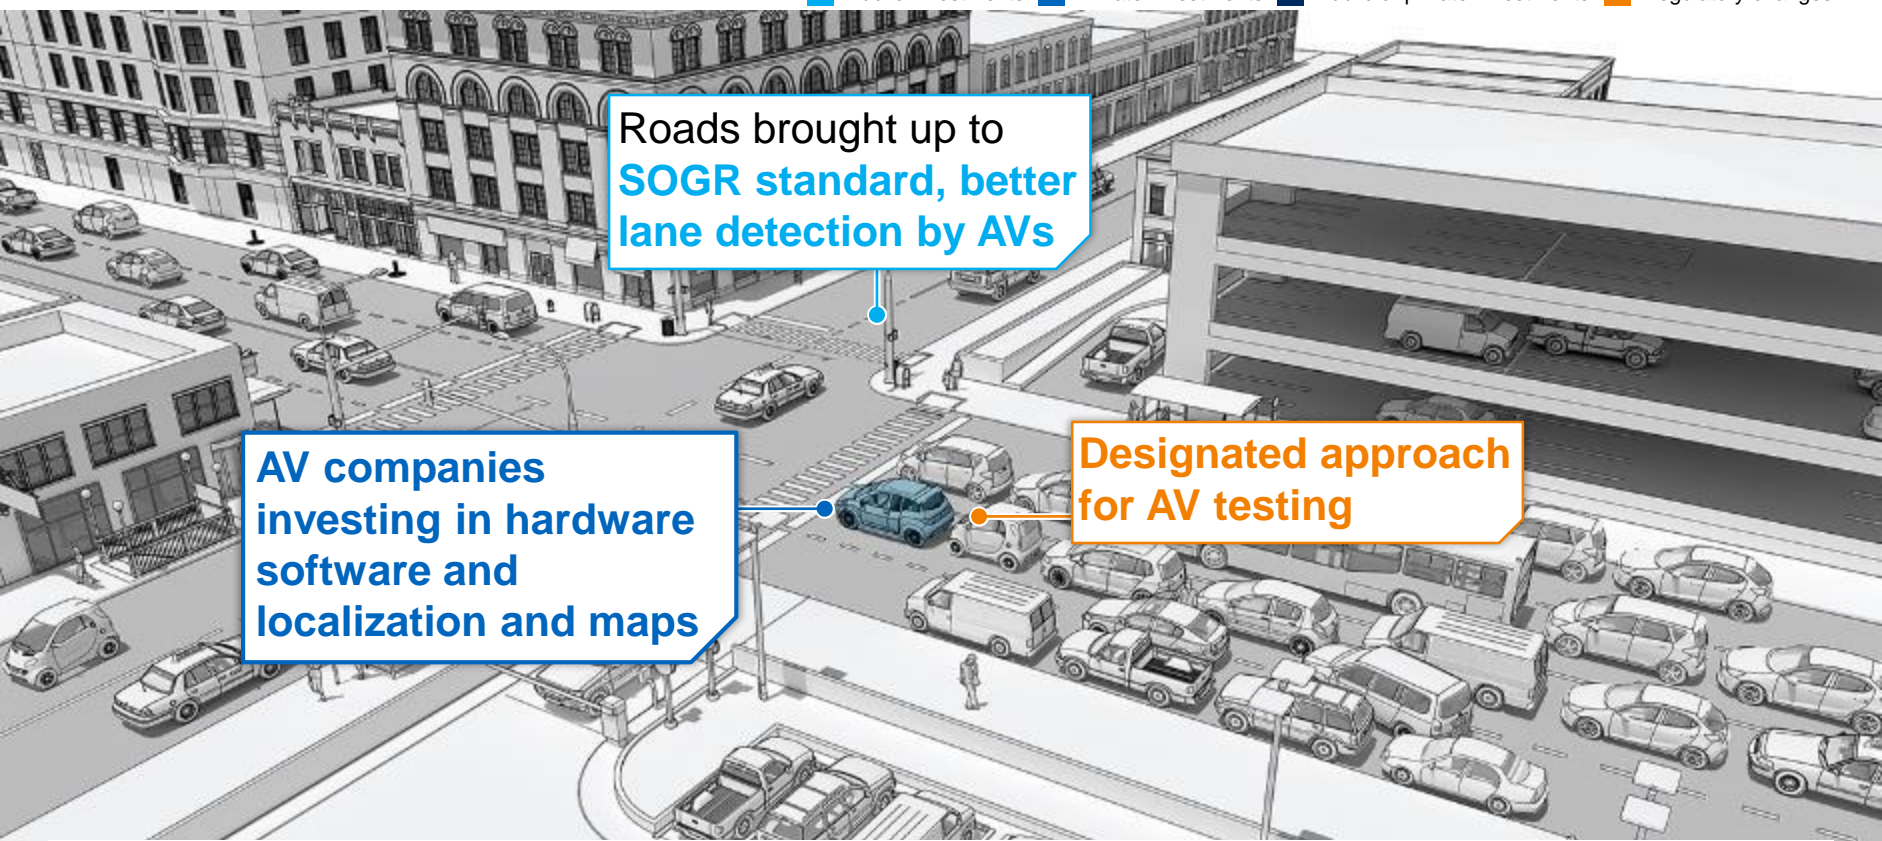 Roads brought up to
SOGR standard, better
lane detection by AVs
AV companies
investing in hardware
software and
localization and maps
Designated approach
for AV testing